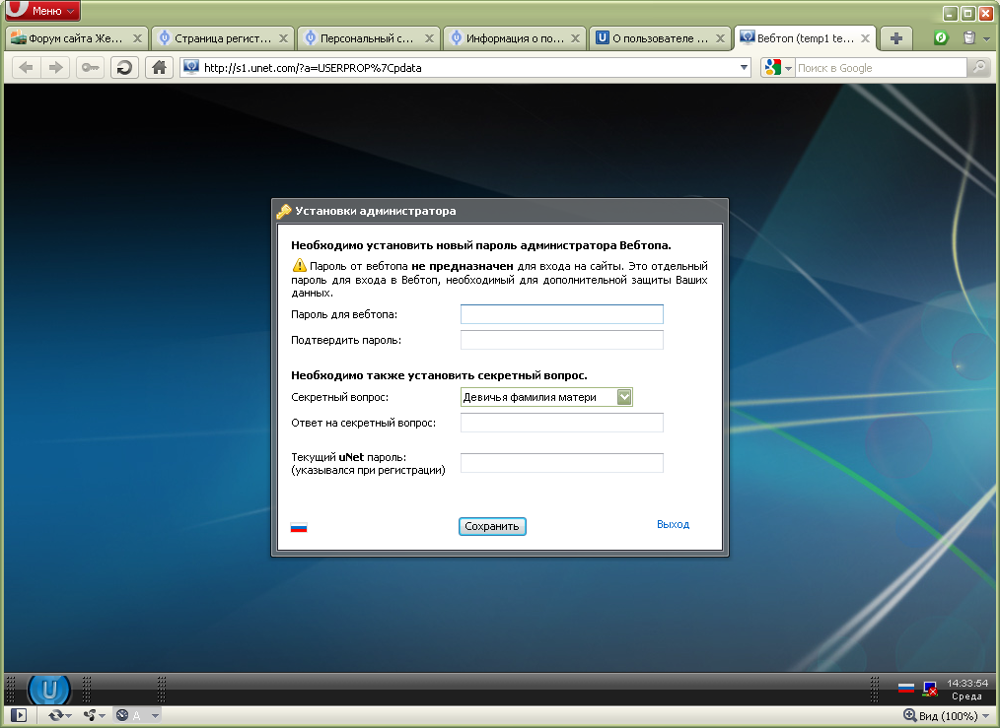 Меню
Форум сайта Же...
Страница регист...
Персональный с...
Информация о по...
О пользователе ...
Вебтоп (temp1 te...
http://s1.unet.com/?a=USERPROP%7Cpdata
Поиск в Google
Установки администратора
Необходимо установить новый пароль администратора Вебтопа.
Пароль от вебтопа не предназначен для входа на сайты. Это отдельный
пароль для входа в Вебтоп, необходимый для дополнительной защиты Ваших
данных.
Пароль для вебтопа:
Подтвердить пароль:
Необходимо также установить секретный вопрос.
Секретный вопрос:
Девичья фамилия матери
Ответ на секретный вопрос:
Текущий uNet пароль:
(указывался при регистрации)
Сохранить
Выход
U
14:33:54
Среда
A
Вид (100%)